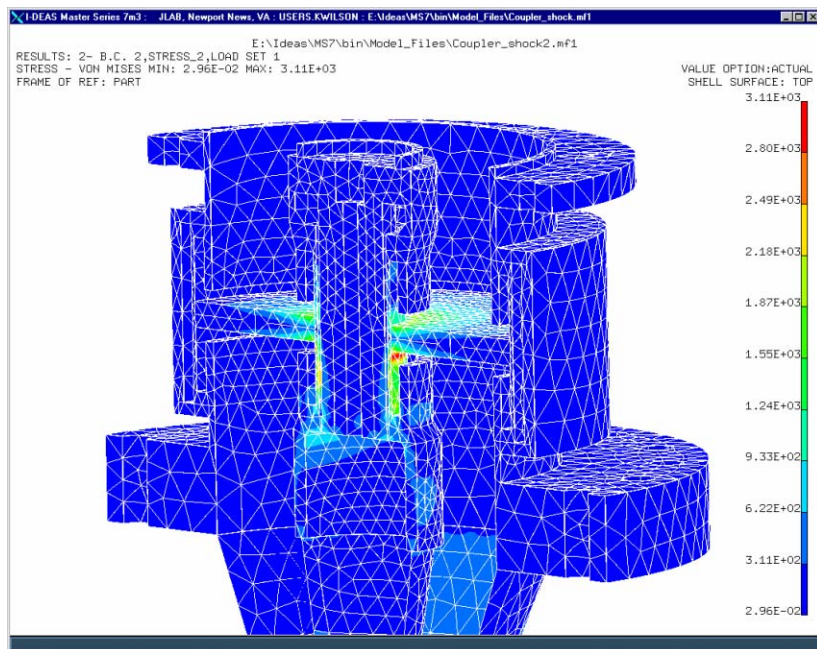 I-DEAS Master Series 7m3 : JLAB, Newport News, VA : USERS.KWILSON : E:/Ideas/MS7/bin/Model_Files/Coupler_shock.mf1
E:\Ideas\MS7\bin\Model_Files\Coupler_shock2.mf1
RESULTS: 2- B.C. 2,STRESS_2,LOAD SET 1
STRESS - VON MISES MIN: 2.96E-02 MAX: 3.11E+03
FRAME OF REF: PART
VALUE OPTION:ACTUAL
SHELL SURFACE: TOP
3.11E+03
2.80E+03
2.49E+03
2.18E+03
1.87E+03
1.55E+03
1.24E+03
9.33E+02
6.22E+02
3.11E+02
2.96E-02